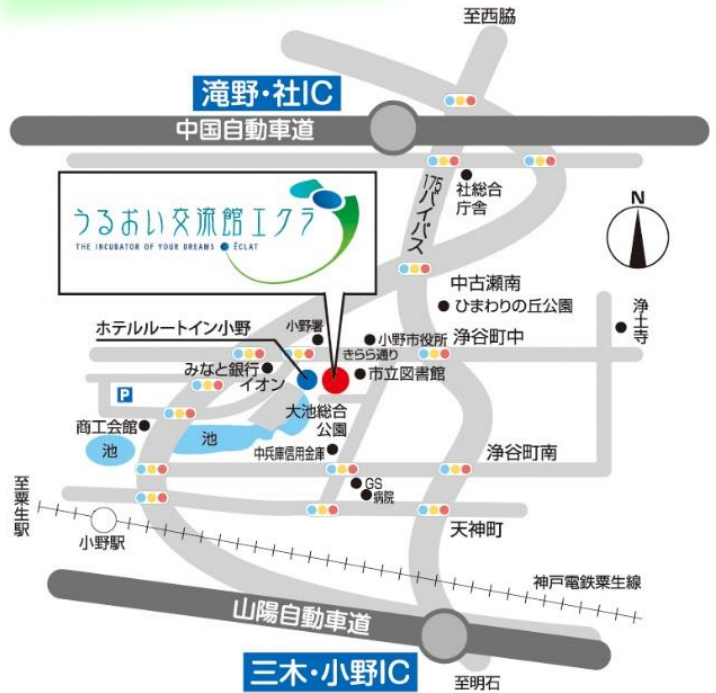 至西脇
滝野・社IC
中国自動車道
175バイパス
社総合
庁舎
うるおい交流館エクラ
THE INCUBATOR OF YOUR DREAMS ● ÉCLAT
N
中古瀬南
ひまわりの丘公園
浄土寺
ホテルルートイン小野
小野署
小野市役所
浄谷町中
きらら通り
みなと銀行
イオン
市立図書館
P
大池総合
公園
商工会館
池
池
中兵庫信用金庫
浄谷町南
GS
病院
至粟生駅
小野駅
天神町
神戸電鉄粟生線
山陽自動車道
三木・小野IC
至明石